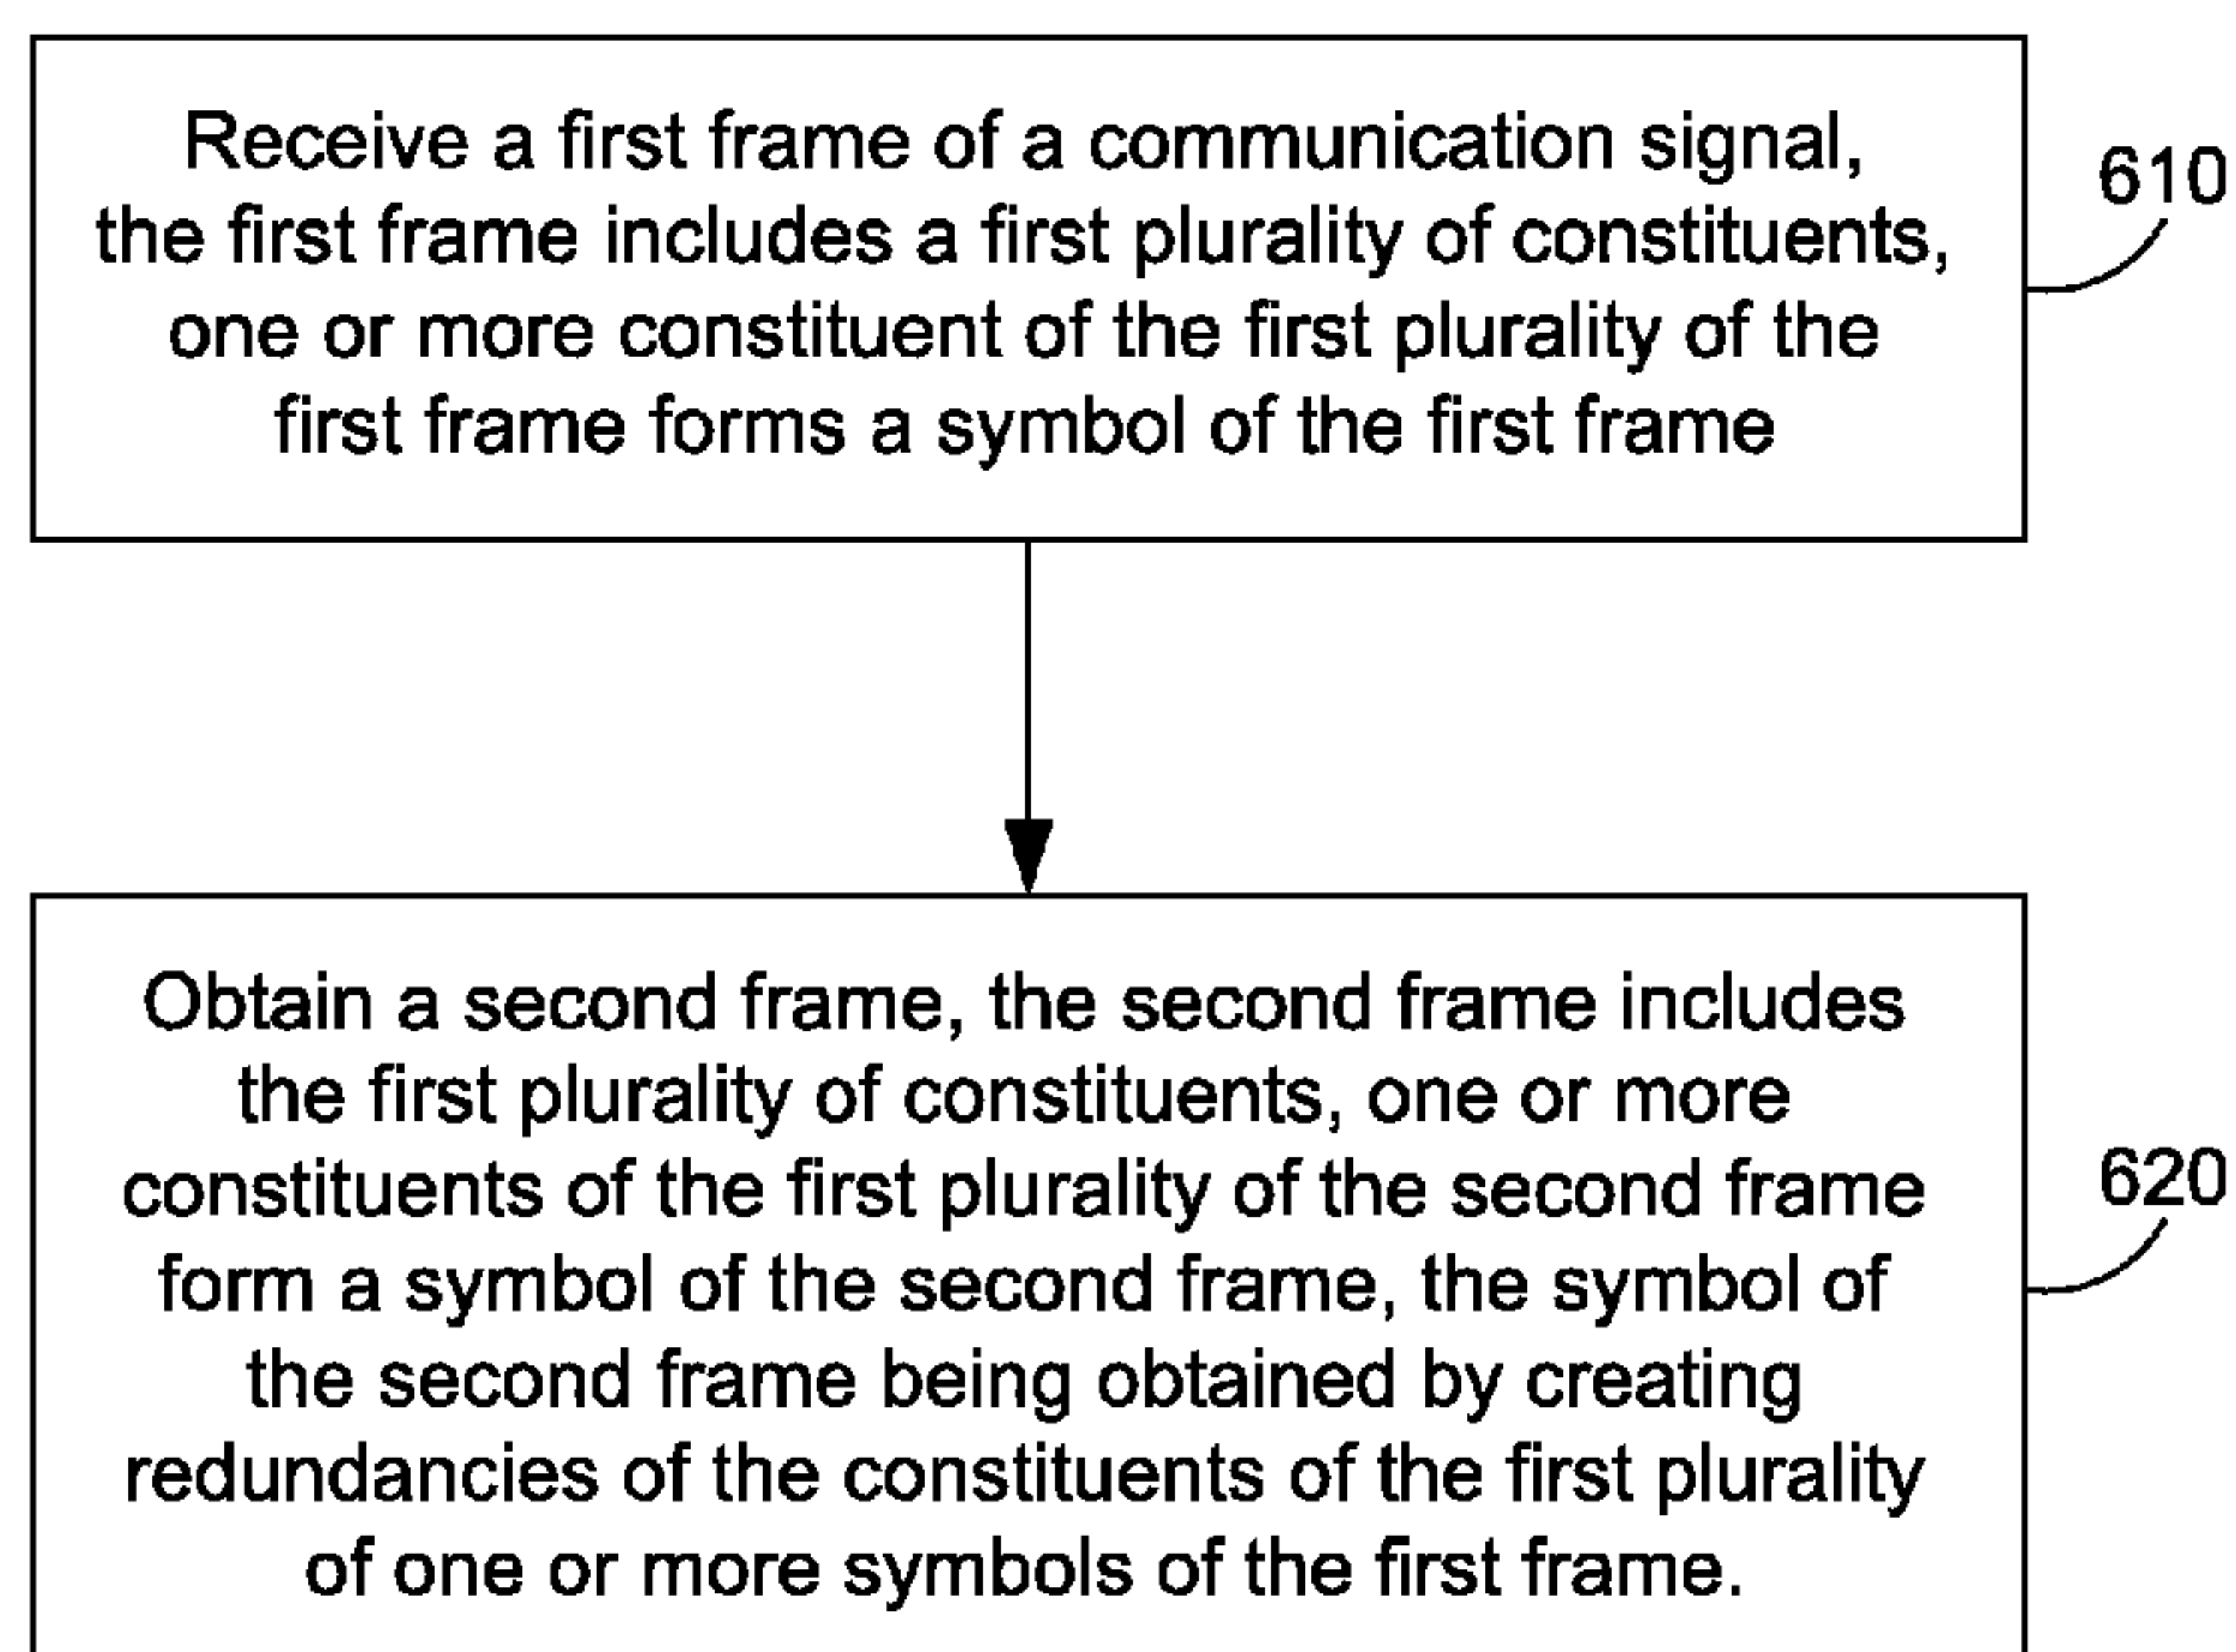 Receive a first frame of a communication signal,
the first frame includes a first plurality of constituents,
one or more constituent of the first plurality of the
first frame forms a symbol of the first frame
610
Obtain a second frame, the second frame includes
the first plurality of constituents, one or more
constituents of the first plurality of the second frame
form a symbol of the second frame, the symbol of
the second frame being obtained by creating
redundancies of the constituents of the first plurality
of one or more symbols of the first frame.
620